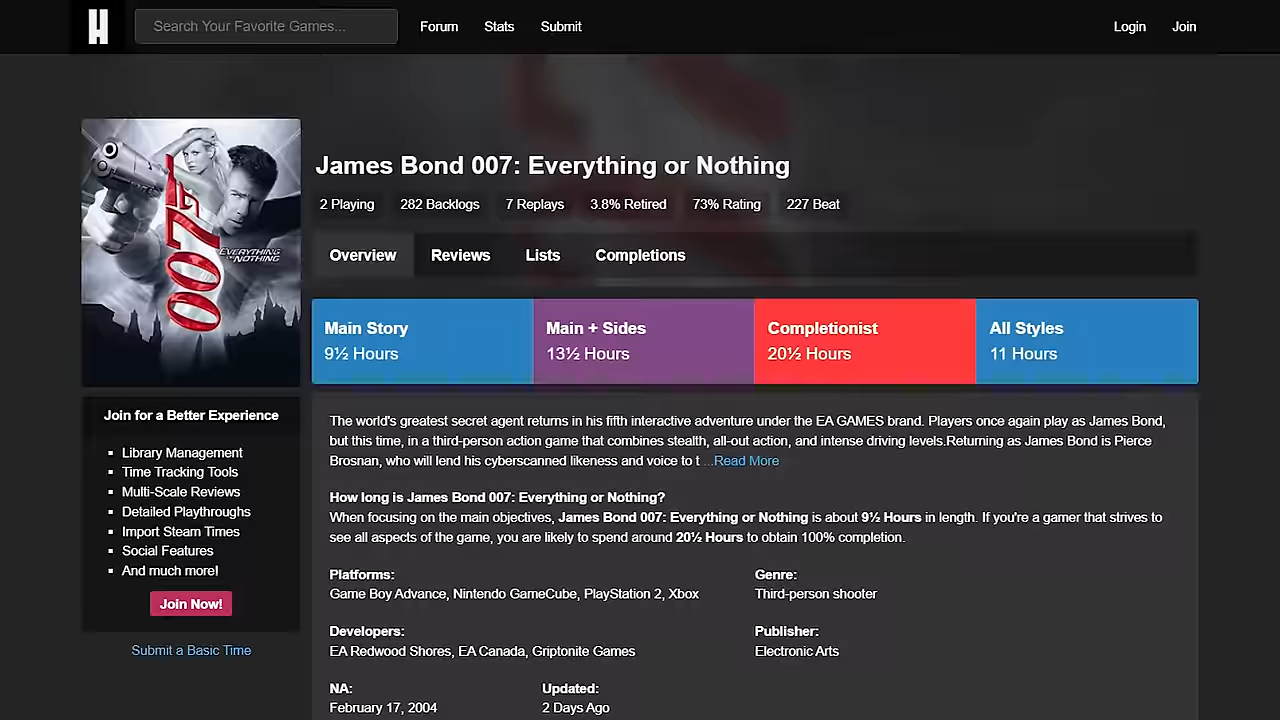 H
Search Your Favorite Games...
Forum
Stats
Submit
Login
Join
007
EVERYTHING
OR NOTHING
James Bond 007: Everything or Nothing
2 Playing
282 Backlogs
7 Replays
3.8% Retired
73% Rating
227 Beat
Overview
Reviews
Lists
Completions
Main Story
9½ Hours
Main + Sides
13½ Hours
Completionist
20½ Hours
All Styles
11 Hours
Join for a Better Experience
▪ Library Management
▪ Time Tracking Tools
▪ Multi-Scale Reviews
▪ Detailed Playthroughs
▪ Import Steam Times
▪ Social Features
▪ And much more!
Join Now!
Submit a Basic Time
The world's greatest secret agent returns in his fifth interactive adventure under the EA GAMES brand. Players once again play as James Bond,
but this time, in a third-person action game that combines stealth, all-out action, and intense driving levels.Returning as James Bond is Pierce
Brosnan, who will lend his cyberscanned likeness and voice to t ...Read More
How long is James Bond 007: Everything or Nothing?
When focusing on the main objectives, James Bond 007: Everything or Nothing is about 9½ Hours in length. If you're a gamer that strives to
see all aspects of the game, you are likely to spend around 20½ Hours to obtain 100% completion.
Platforms:
Game Boy Advance, Nintendo GameCube, PlayStation 2, Xbox
Genre:
Third-person shooter
Developers:
EA Redwood Shores, EA Canada, Griptonite Games
Publisher:
Electronic Arts
NA:
February 17, 2004
Updated:
2 Days Ago